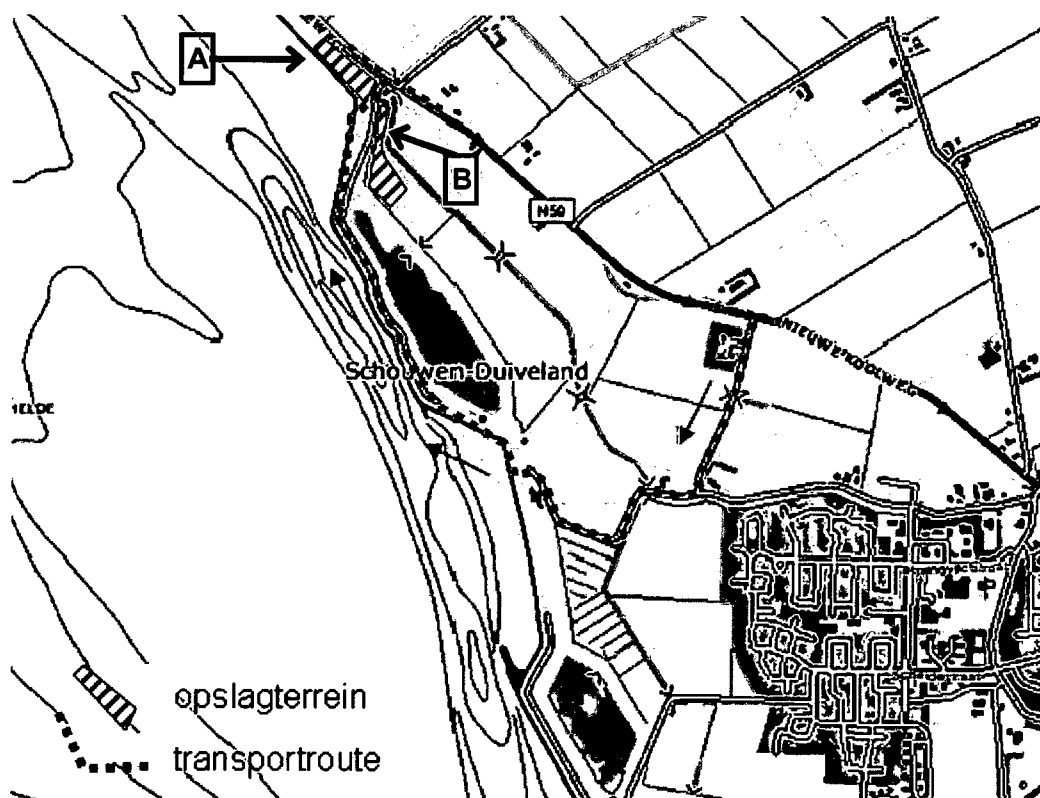 A
B
N59
Schouwen-Duiveland
opslagterrein
transportroute